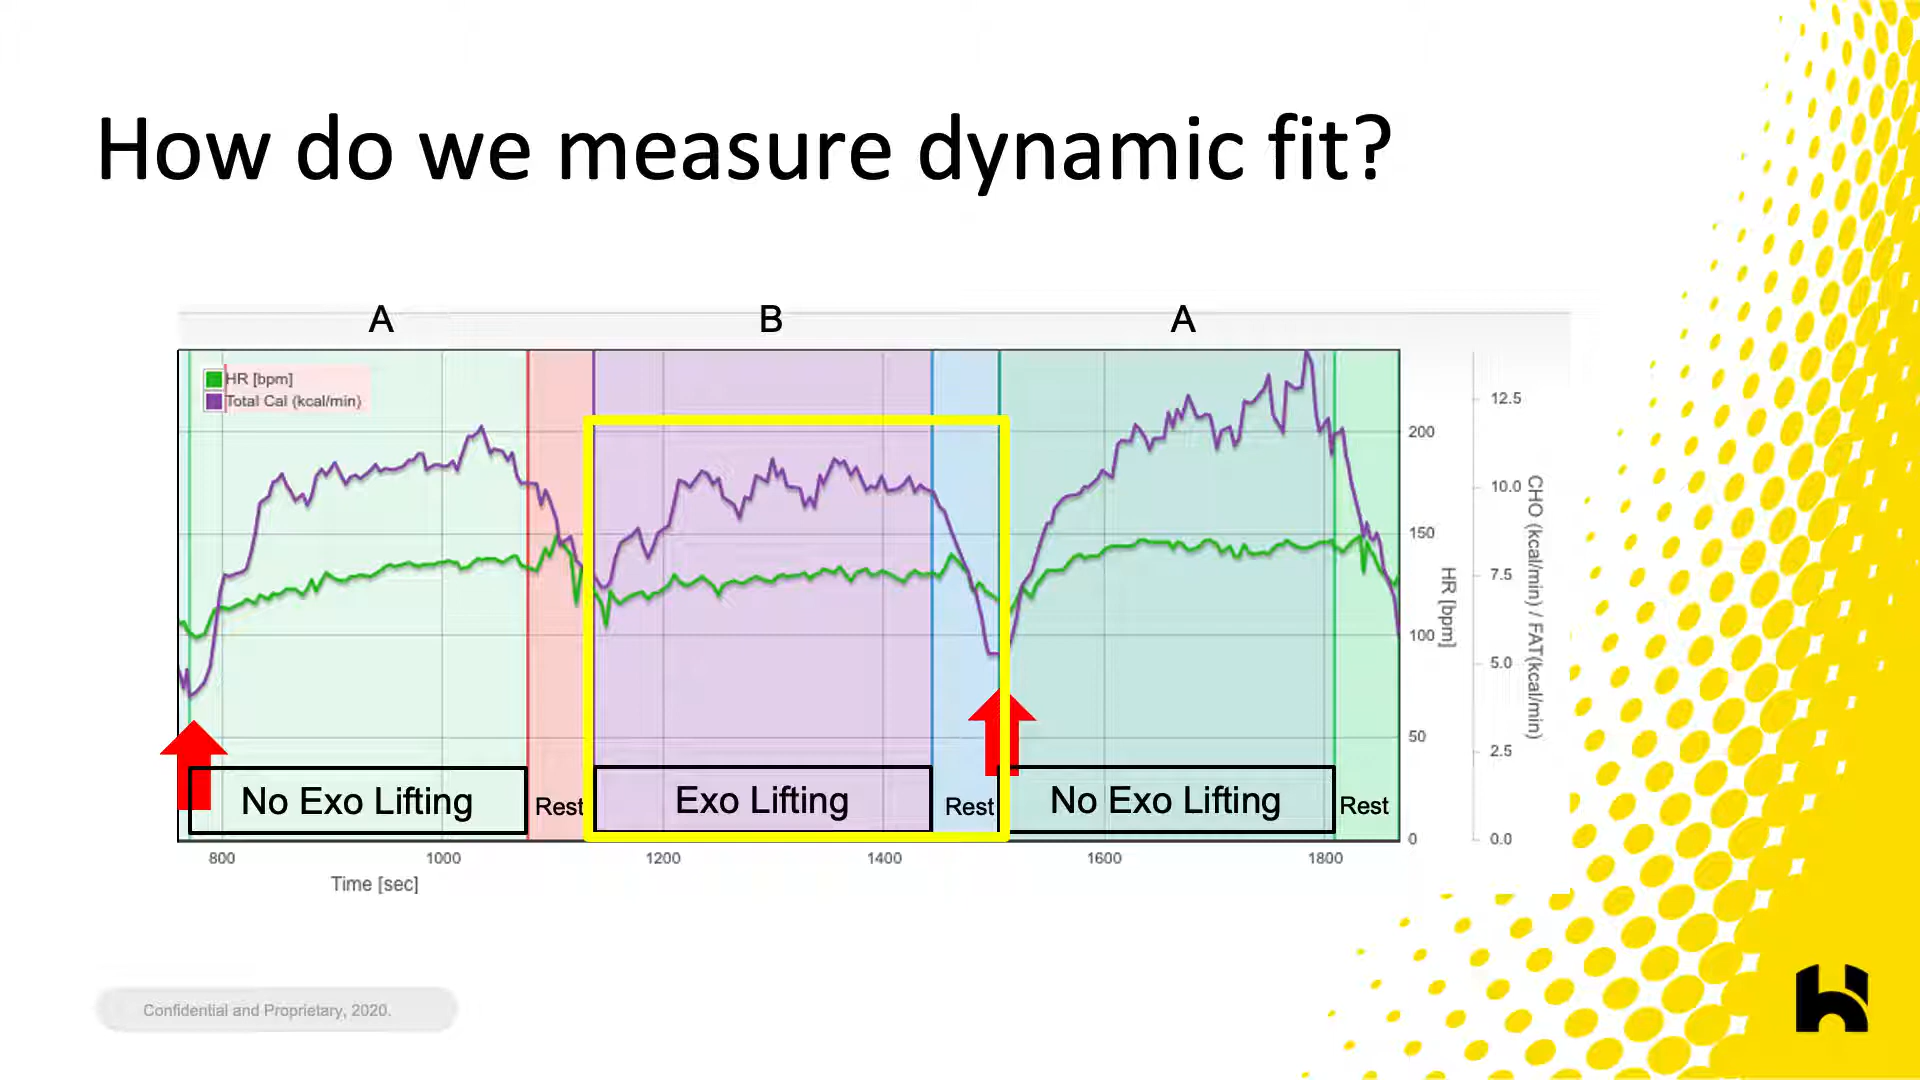 How do we measure dynamic fit?
A B A
HR [bpm]
Total Cal (kcal/min)
No Exo Lifting
Rest
Exo Lifting
Rest
No Exo Lifting
Rest
800 1000 1200 1400 1600 1800
Time [sec]
200
150
100
50
0
HR [bpm]
12.5
10.0
7.5
5.0
2.5
0.0
CHO (kcal/min) / FAT(kcal/min)
Confidential and Proprietary, 2020.